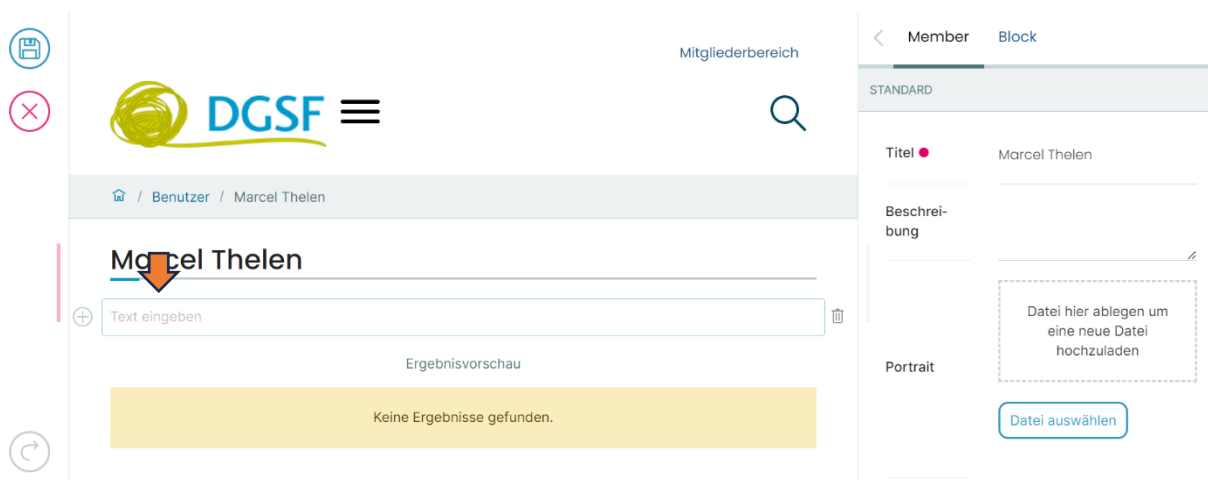 Mitgliederbereich
DGSF
/ Benutzer / Marcel Thelen
Marcel Thelen
Text eingeben
Ergebnisvorschau
Keine Ergebnisse gefunden.
Member Block
STANDARD
Titel Marcel Thelen
Beschrei-
bung
Portrait
Datei hier ablegen um
eine neue Datei
hochzuladen
Datei auswählen